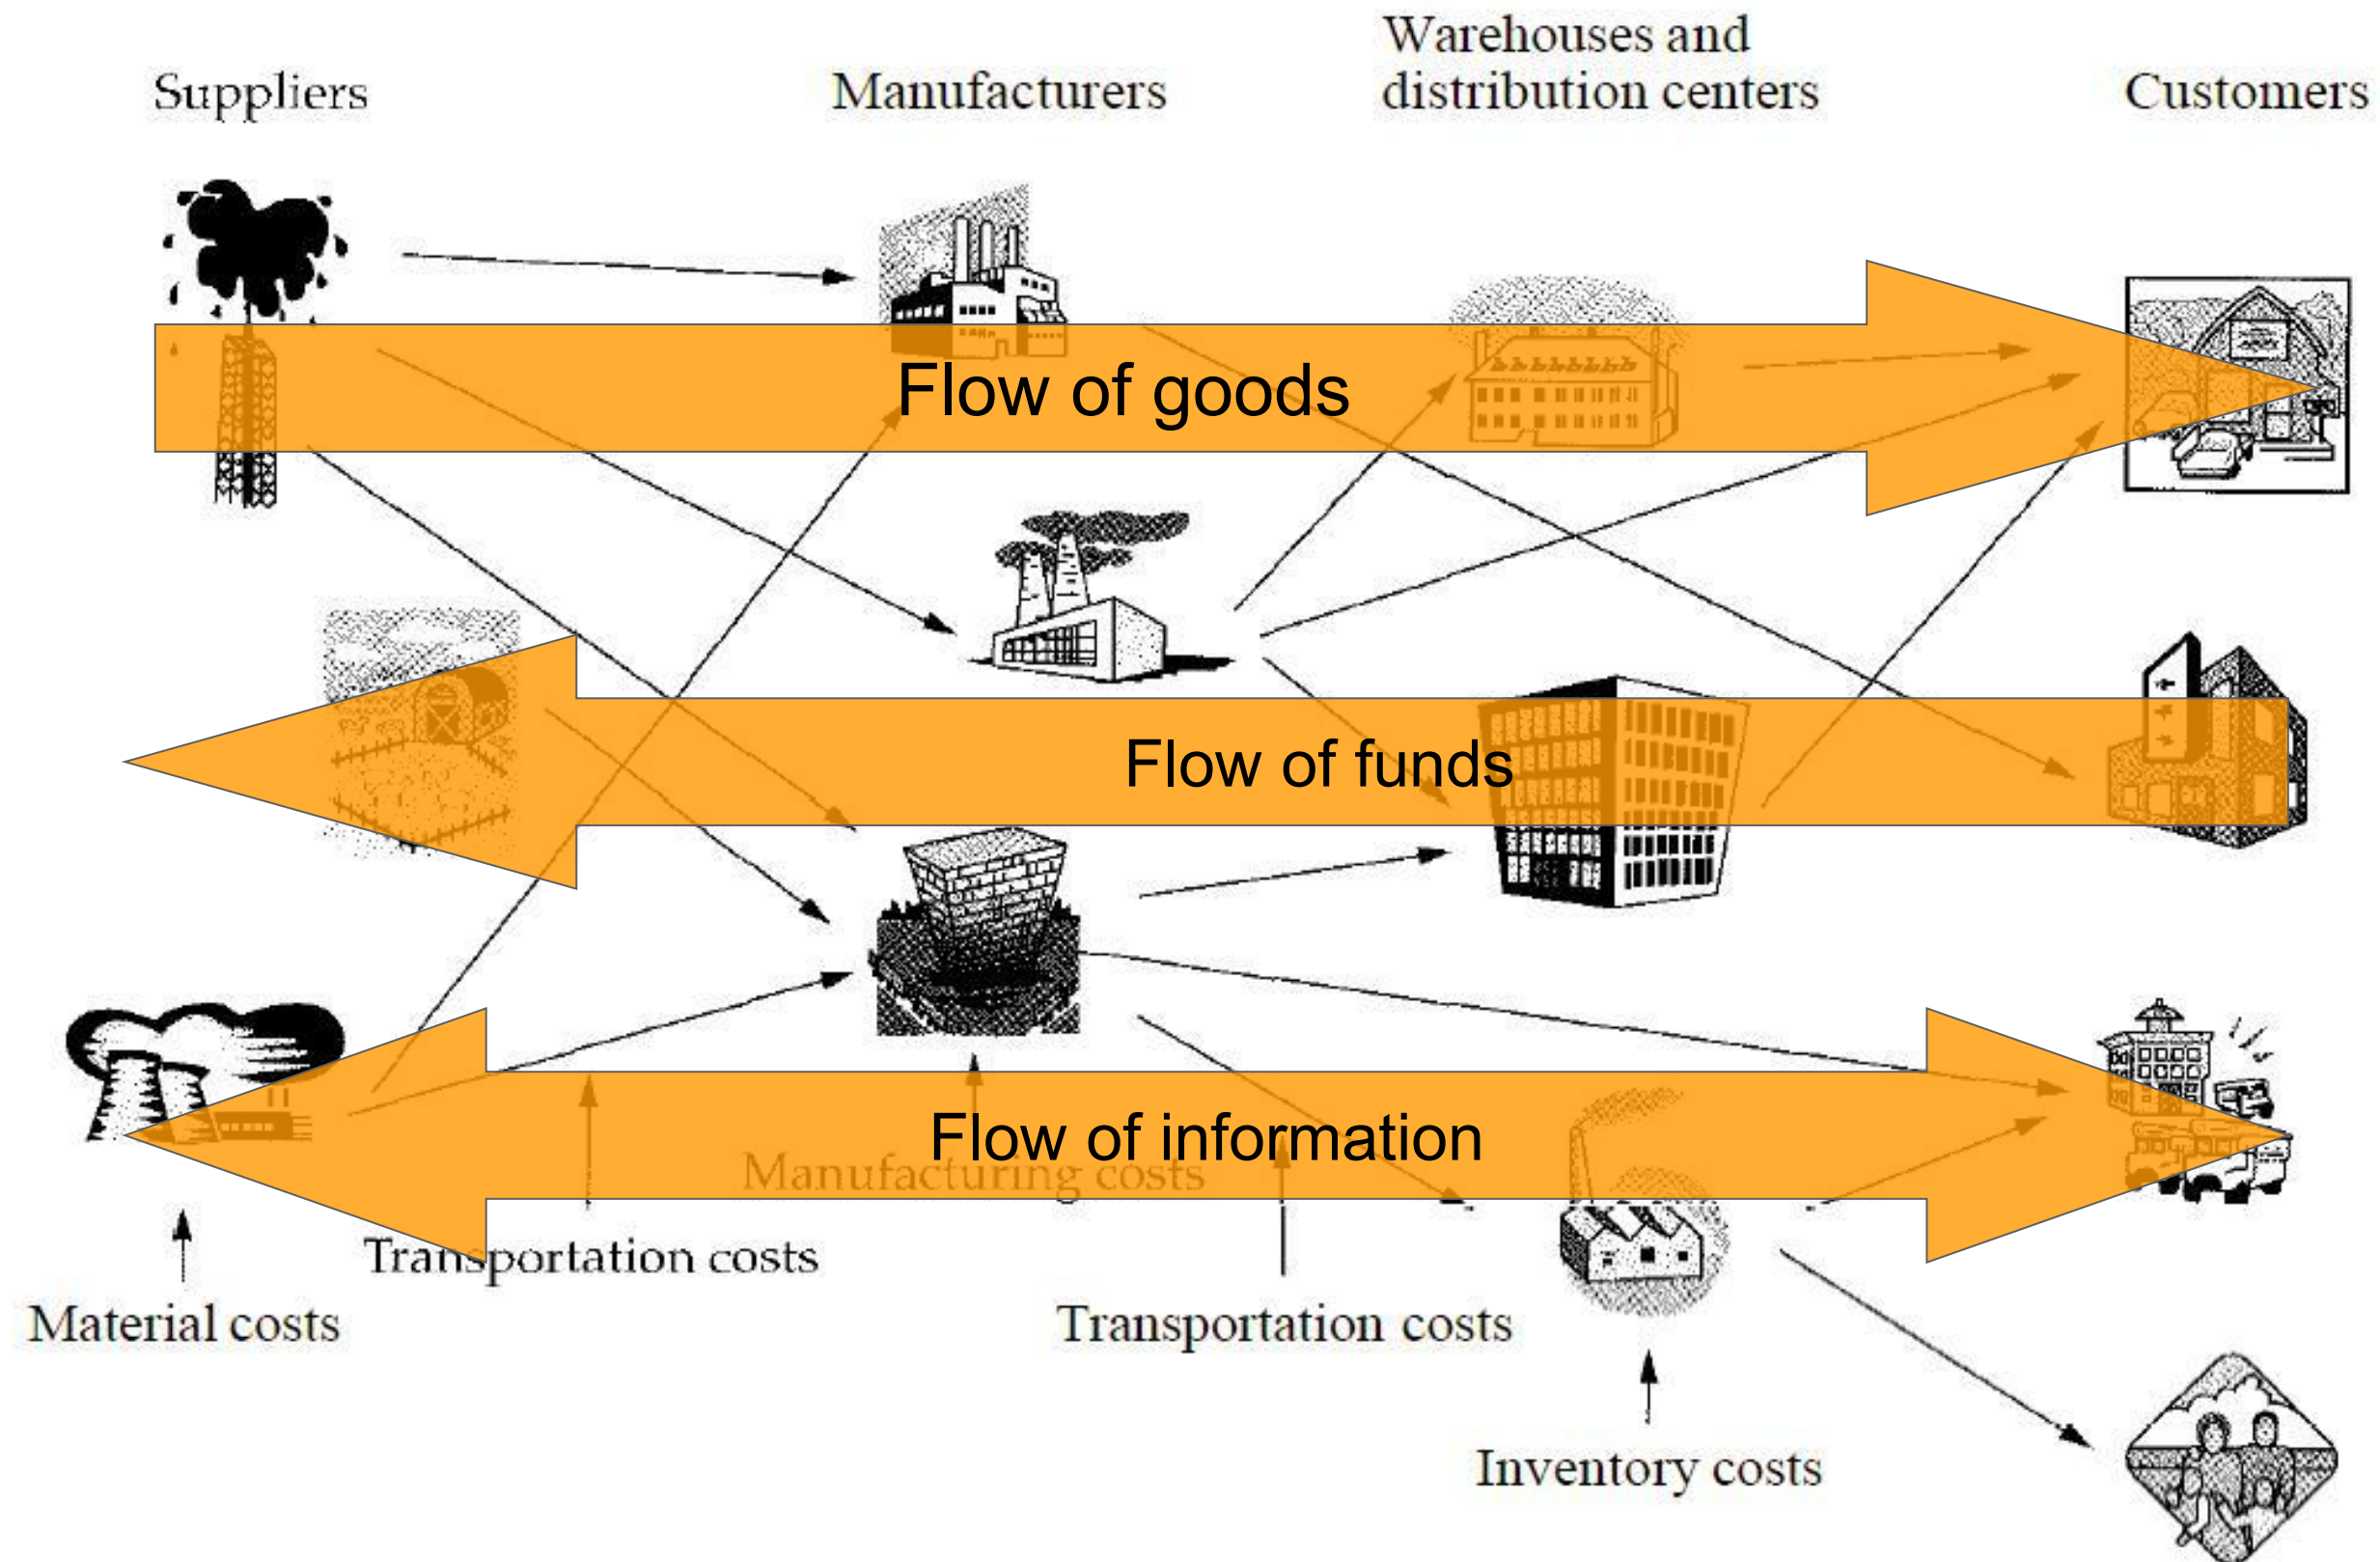 Warehouses and
Suppliers Manufacturers distribution centers Customers
Flow of goods
Flow of funds
Flow of information
Manufacturing costs
Transportation costs
Material costs Transportation costs
Inventory costs